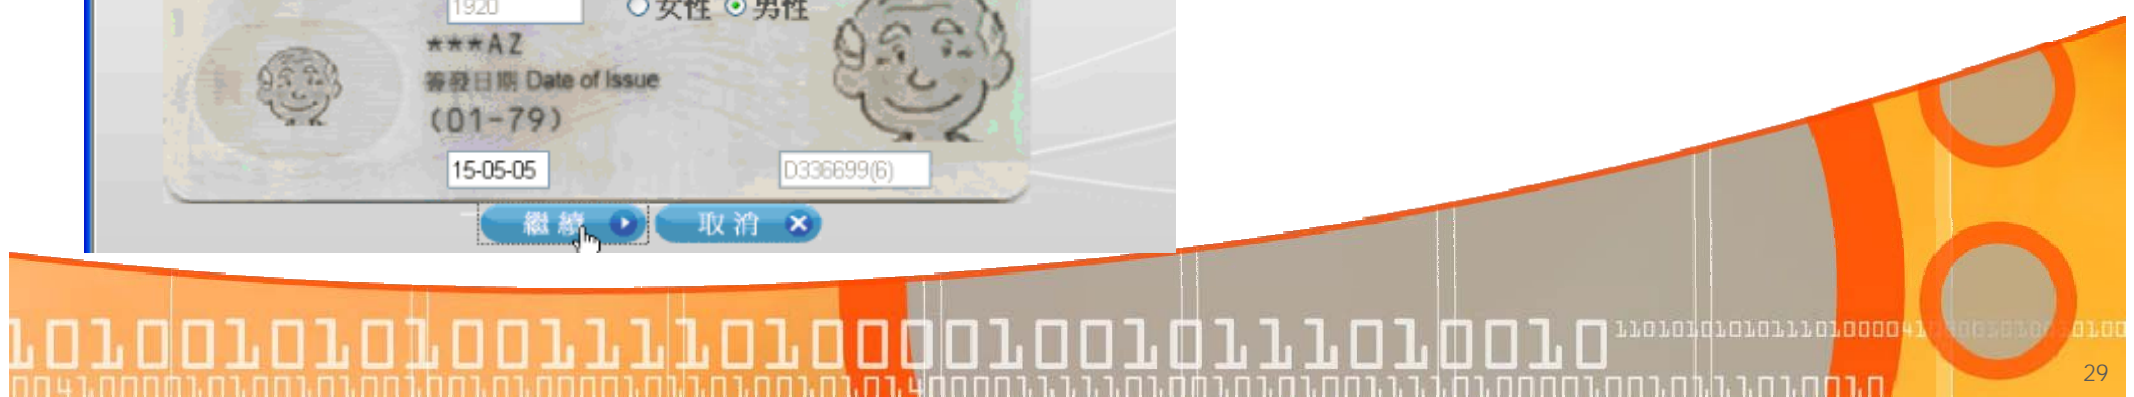 1920 女性 男性
***AZ
簽發日期 Date of Issue
(01-79)
15-05-05 D336699(6)
繼續 取消
29